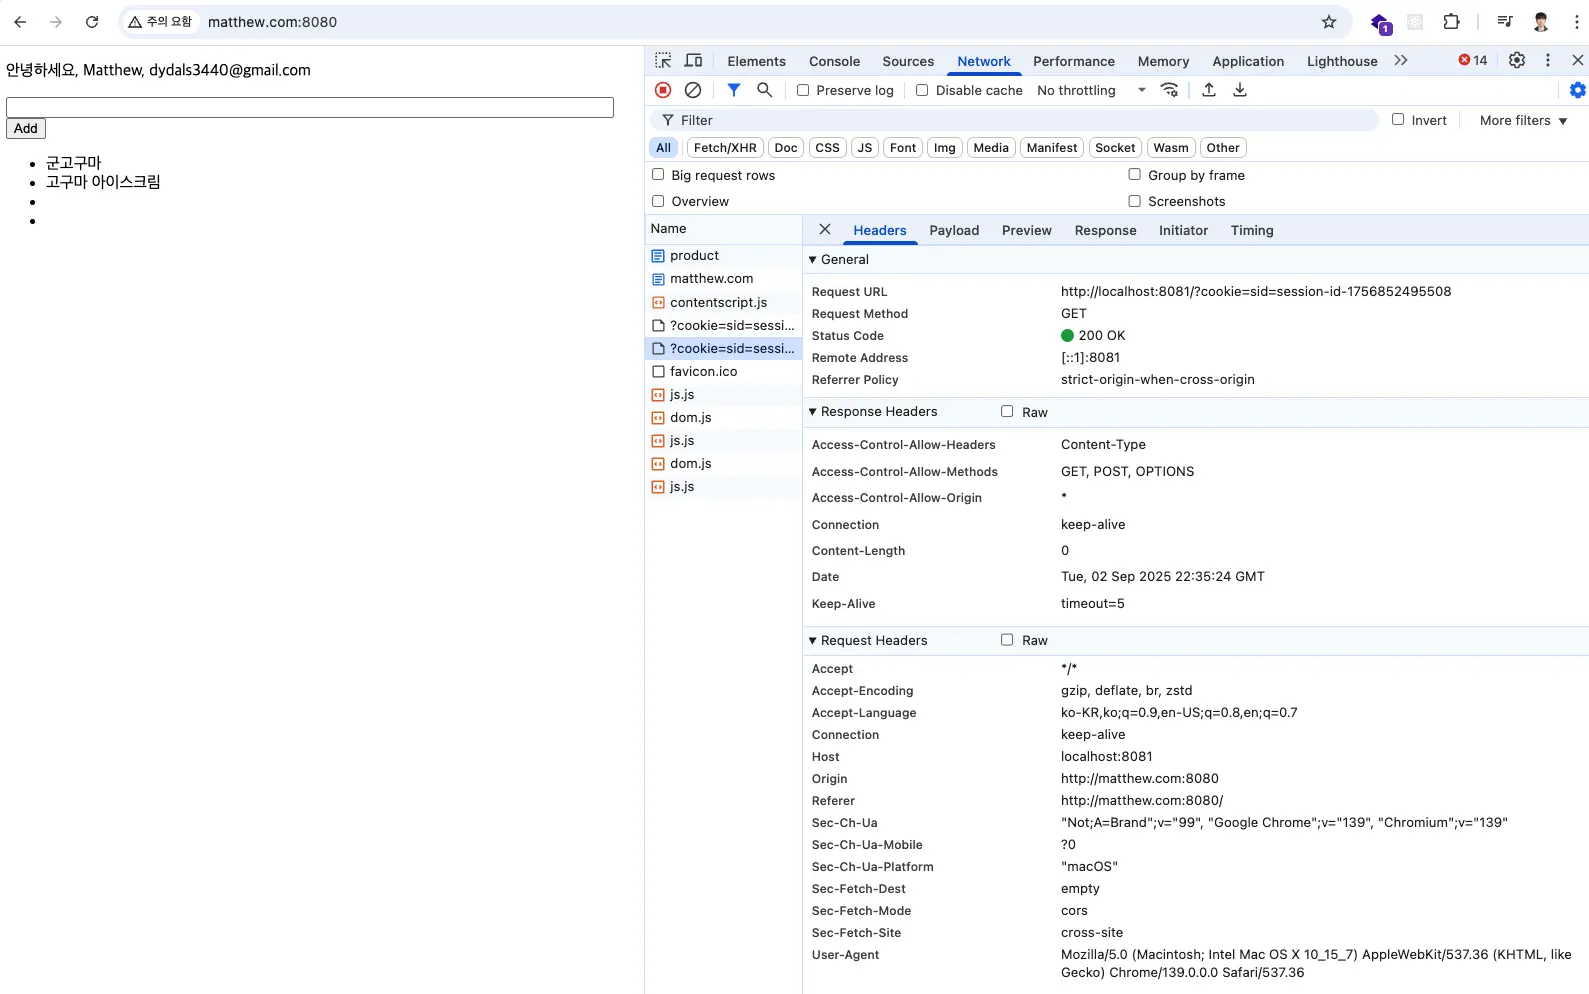 주의 요함 matthew.com:8080 1
안녕하세요, Matthew, dydals3440@gmail.com
Add
군고구마
고구마 아이스크림
Elements Console Sources Network Performance Memory Application Lighthouse 14
Preserve log Disable cache No throttling
Filter Invert More filters
All Fetch/XHR Doc CSS JS Font Img Media Manifest Socket Wasm Other
Big request rows Group by frame
Overview Screenshots
Name
product
matthew.com
contentscript.js
?cookie=sid=sessi...
?cookie=sid=sessi...
favicon.ico
js.js
dom.js
js.js
dom.js
js.js
Headers Payload Preview Response Initiator Timing
General
Request URL http://localhost:8081/?cookie=sid=session-id-1756852495508
Request Method GET
Status Code 200 OK
Remote Address [::1]:8081
Referrer Policy strict-origin-when-cross-origin
Response Headers Raw
Access-Control-Allow-Headers Content-Type
Access-Control-Allow-Methods GET, POST, OPTIONS
Access-Control-Allow-Origin *
Connection keep-alive
Content-Length 0
Date Tue, 02 Sep 2025 22:35:24 GMT
Keep-Alive timeout=5
Request Headers Raw
Accept */*
Accept-Encoding gzip, deflate, br, zstd
Accept-Language ko-KR,ko;q=0.9,en-US;q=0.8,en;q=0.7
Connection keep-alive
Host localhost:8081
Origin http://matthew.com:8080
Referer http://matthew.com:8080/
Sec-Ch-Ua "Not;A=Brand";v="99", "Google Chrome";v="139", "Chromium";v="139"
Sec-Ch-Ua-Mobile ?0
Sec-Ch-Ua-Platform "macOS"
Sec-Fetch-Dest empty
Sec-Fetch-Mode cors
Sec-Fetch-Site cross-site
User-Agent Mozilla/5.0 (Macintosh; Intel Mac OS X 10_15_7) AppleWebKit/537.36 (KHTML, like
Gecko) Chrome/139.0.0.0 Safari/537.36